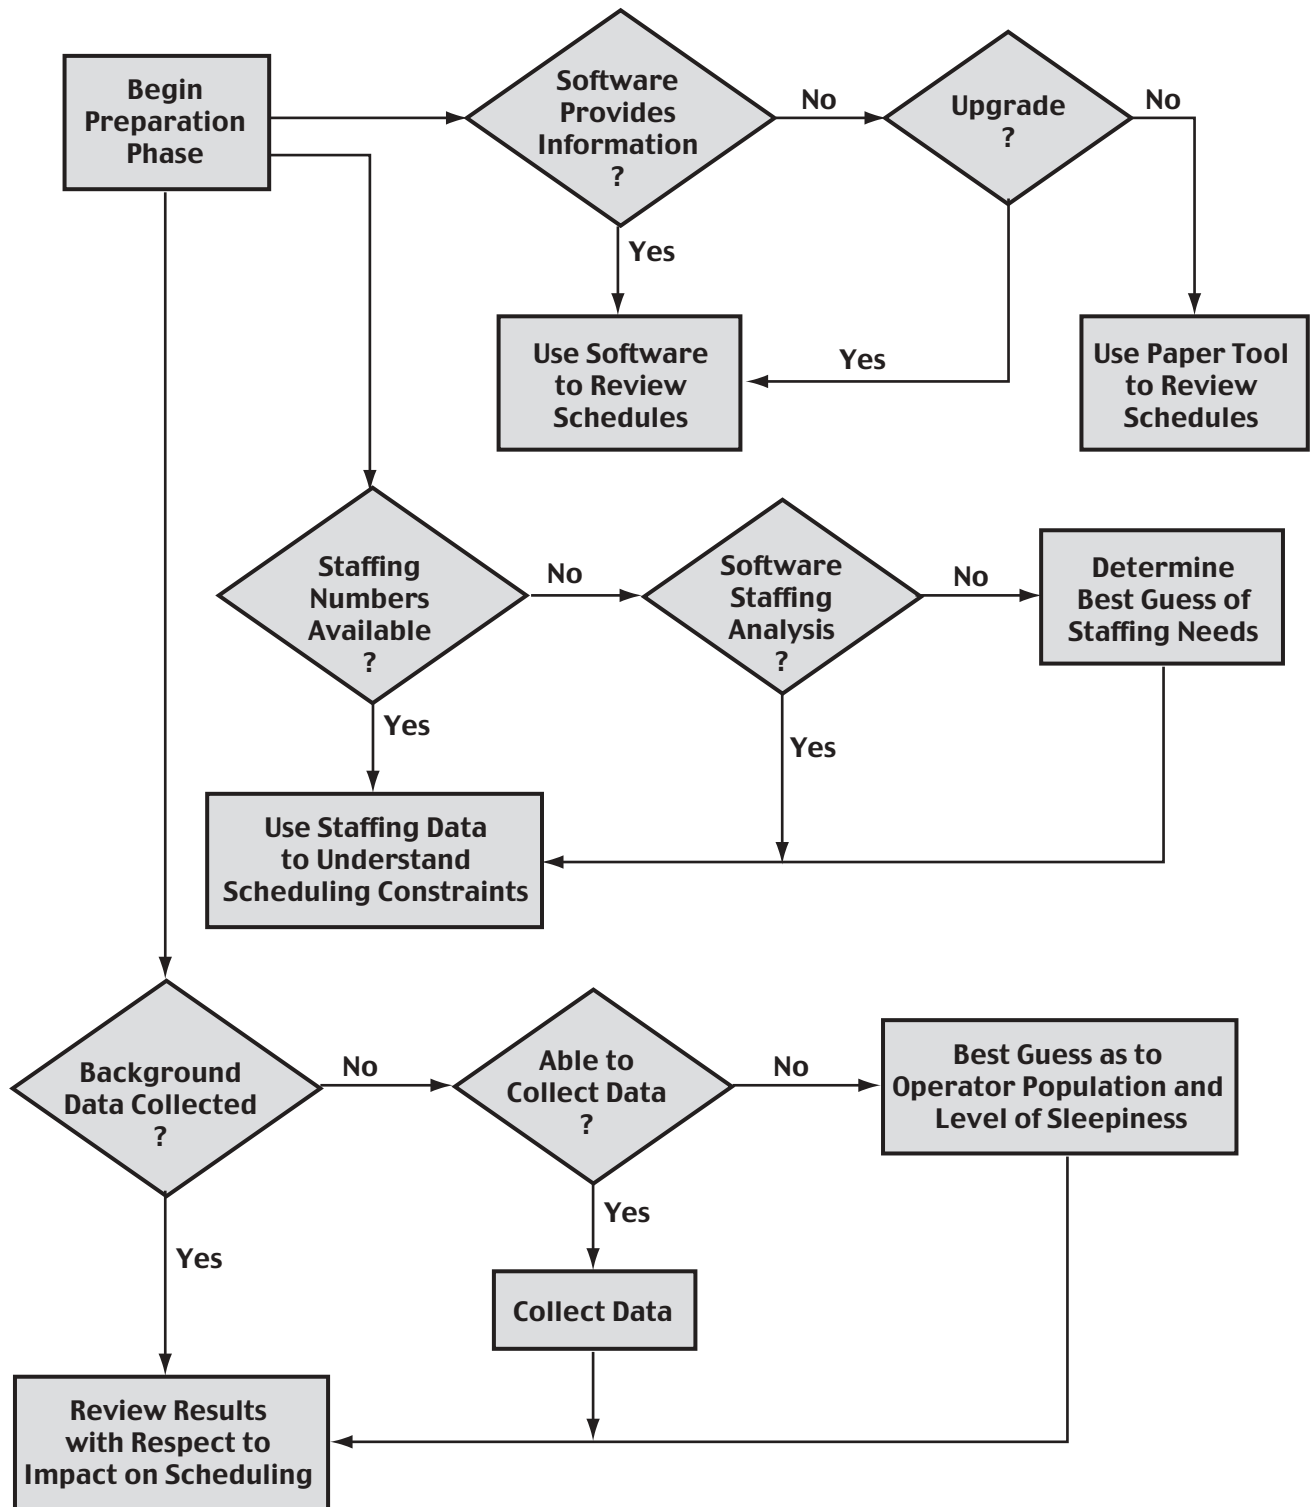 Begin
Preparation
Phase
Software
Provides
Information
?
No
Upgrade
?
No
Yes
Use Software
to Review
Schedules
Yes
Use Paper Tool
to Review
Schedules
Staffing
Numbers
Available
?
No
Software
Staffing
Analysis
?
No
Determine
Best Guess of
Staffing Needs
Yes
Yes
Use Staffing Data
to Understand
Scheduling Constraints
Background
Data Collected
?
No
Able to
Collect Data
?
No
Best Guess as to
Operator Population and
Level of Sleepiness
Yes
Yes
Collect Data
Review Results
with Respect to
Impact on Scheduling